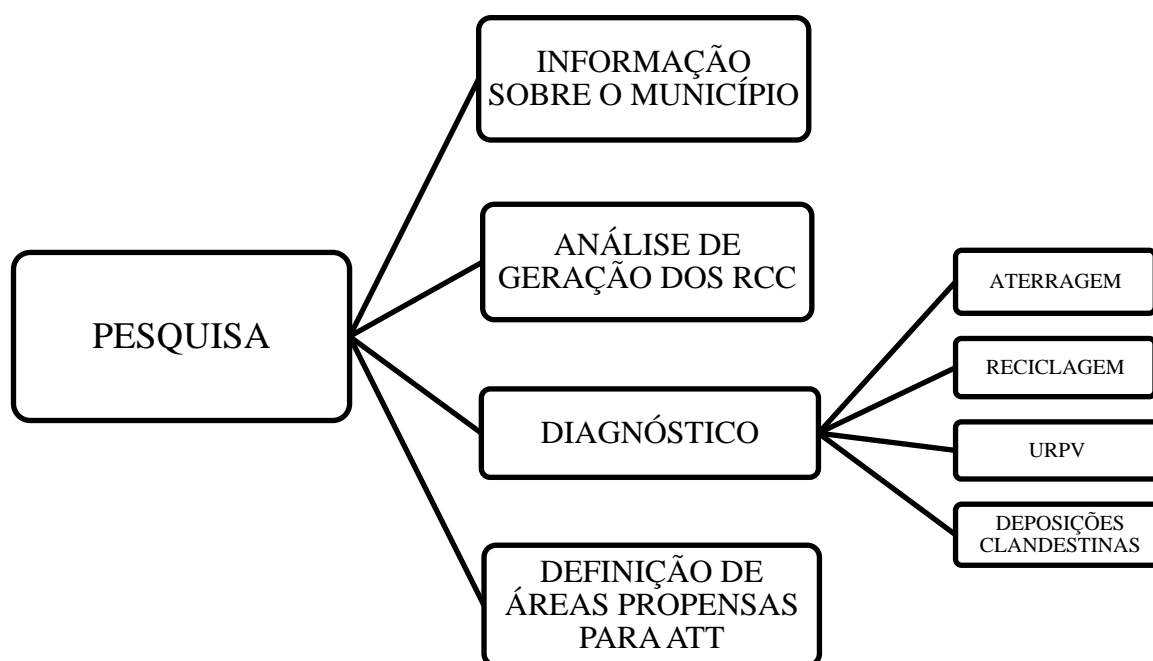 PESQUISA
INFORMAÇÃO
SOBRE O MUNICÍPIO
ANÁLISE DE
GERAÇÃO DOS RCC
DIAGNÓSTICO
DEFINIÇÃO DE
ÁREAS PROPENSAS
PARA ATT
ATERRAGEM
RECICLAGEM
URPV
DEPOSIÇÕES
CLANDESTINAS